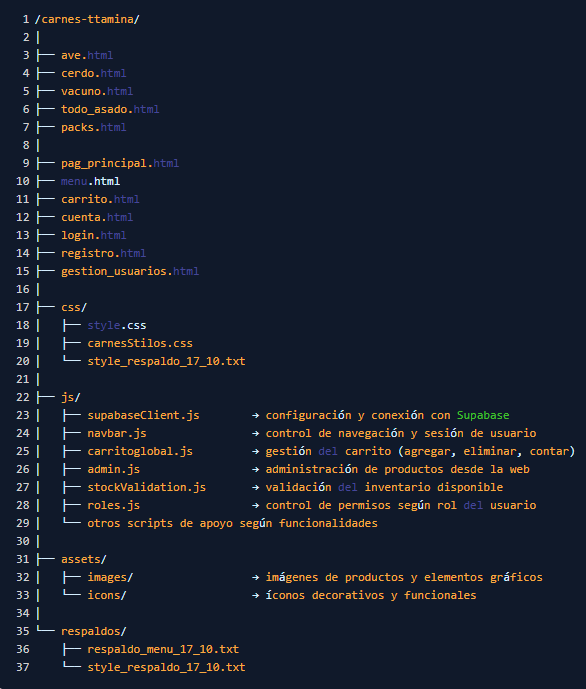 1 /carnes-ttamina/
2 │
3 ├── ave.html
4 ├── cerdo.html
5 ├── vacuno.html
6 ├── todo_asado.html
7 ├── packs.html
8 │
9 ├── pag_principal.html
10 ├── menu.html
11 ├── carrito.html
12 ├── cuenta.html
13 ├── login.html
14 ├── registro.html
15 ├── gestion_usuarios.html
16 │
17 ├── css/
18 │   ├── style.css
19 │   ├── carnesStilos.css
20 │   └── style_respaldo_17_10.txt
21 │
22 ├── js/
23 │   ├── supabaseClient.js        → configuración y conexión con Supabase
24 │   ├── navbar.js                → control de navegación y sesión de usuario
25 │   ├── carritoglobal.js         → gestión del carrito (agregar, eliminar, contar)
26 │   ├── admin.js                 → administración de productos desde la web
27 │   ├── stockValidation.js       → validación del inventario disponible
28 │   ├── roles.js                 → control de permisos según rol del usuario
29 │   └── otros scripts de apoyo según funcionalidades
30 │
31 ├── assets/
32 │   ├── images/                  → imágenes de productos y elementos gráficos
33 │   └── icons/                   → íconos decorativos y funcionales
34 │
35 └── respaldos/
36     ├── respaldo_menu_17_10.txt
37     └── style_respaldo_17_10.txt